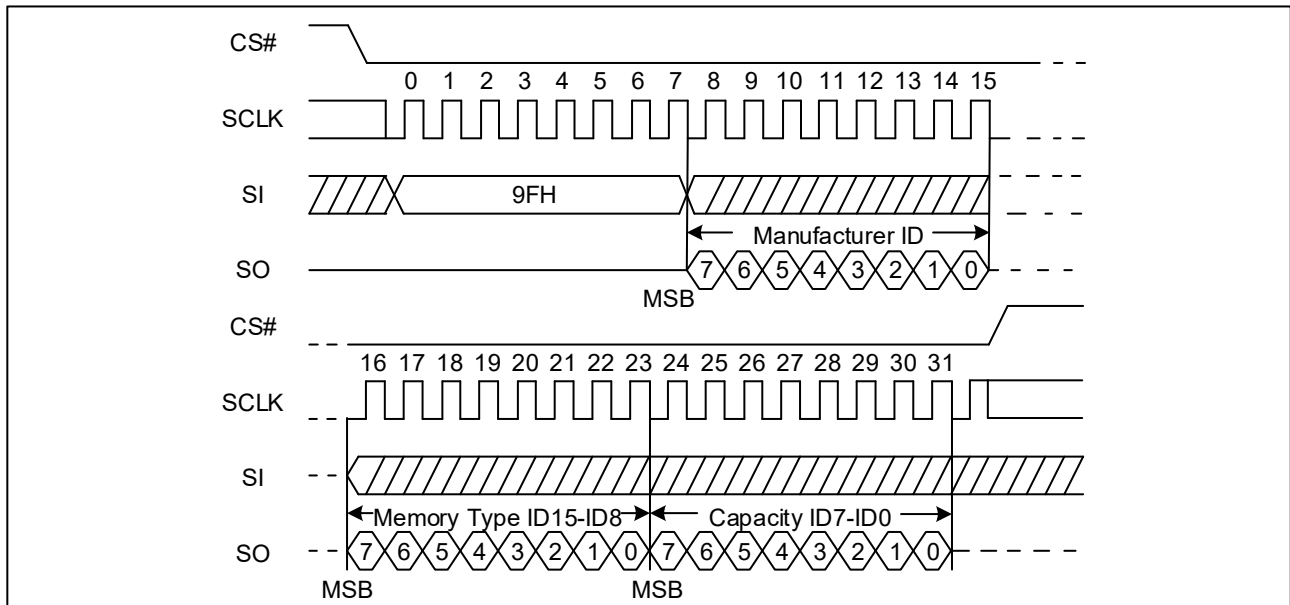 CS#
0 1 2 3 4 5 6 7 8 9 10 11 12 13 14 15
SCLK
SI 9FH
Manufacturer ID
SO 7 6 5 4 3 2 1 0
MSB
CS#
16 17 18 19 20 21 22 23 24 25 26 27 28 29 30 31
SCLK
SI
Memory Type ID15-ID8 Capacity ID7-ID0
SO 7 6 5 4 3 2 1 0 7 6 5 4 3 2 1 0
MSB MSB